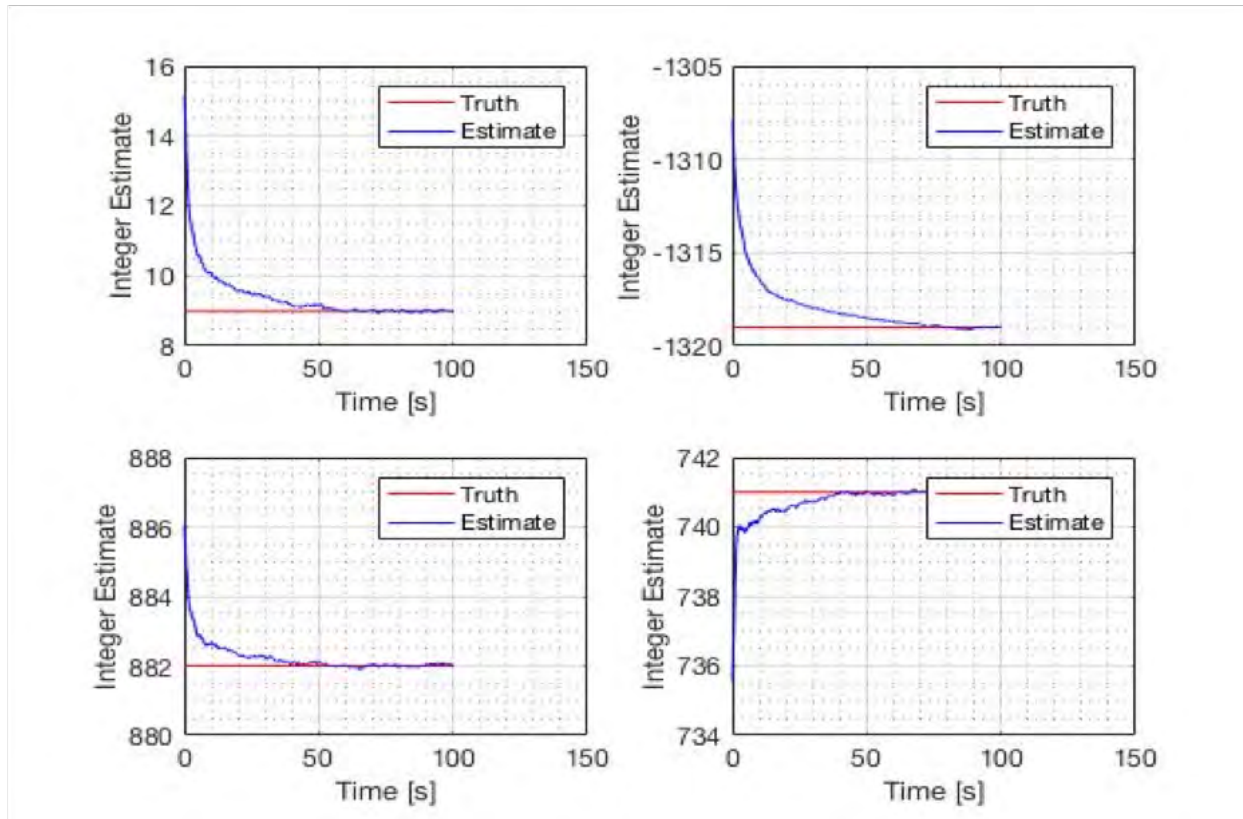 16
14
12
10
8
Integer Estimate
Truth
Estimate
0
50
100
150
Time [s]
-1305
-1310
-1315
-1320
Integer Estimate
Truth
Estimate
0
50
100
150
Time [s]
888
886
884
882
880
Integer Estimate
Truth
Estimate
0
50
100
150
Time [s]
742
740
738
736
734
Integer Estimate
Truth
Estimate
0
50
100
150
Time [s]